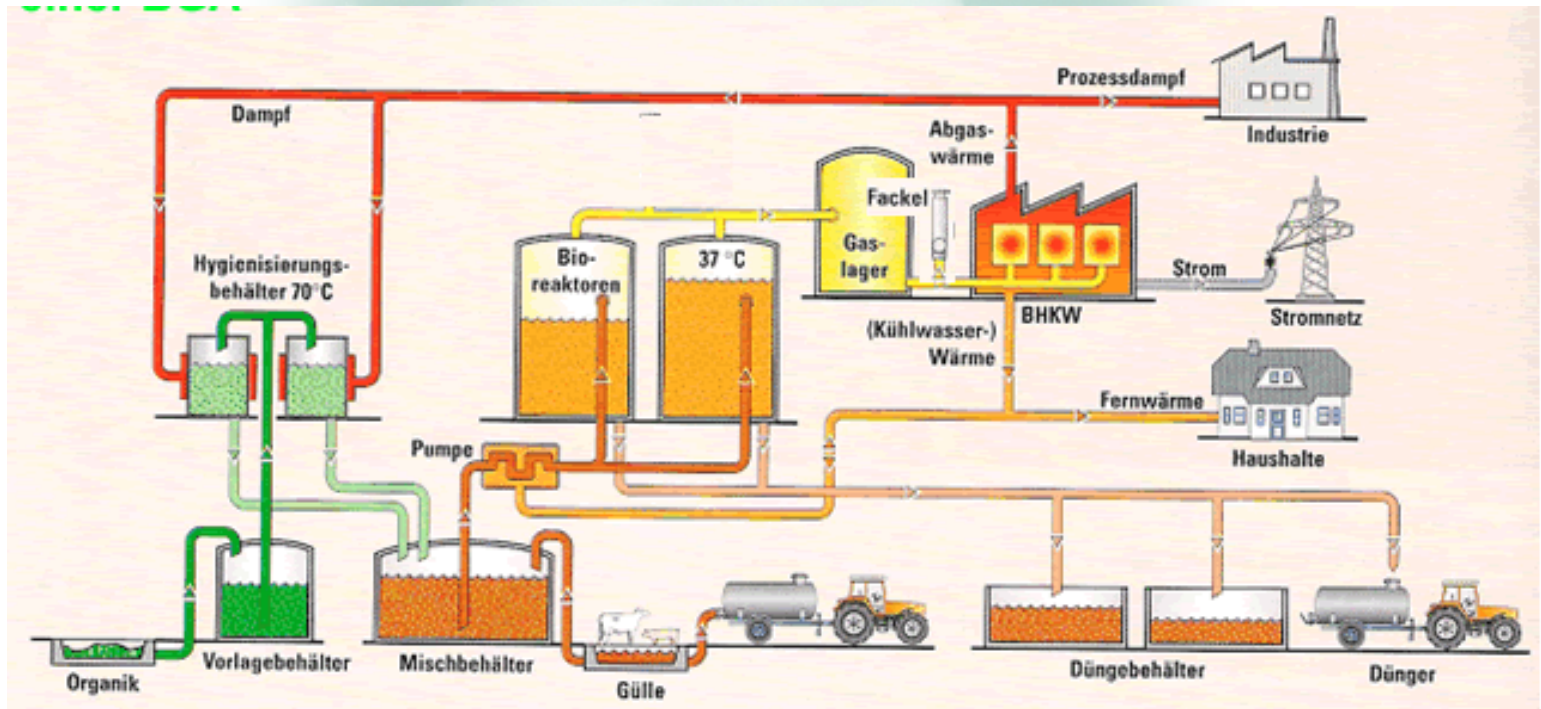 Prozessdampf
Dampf
Industrie
Abgas-
wärme
Fackel
Gas-
lager
Bio-
reaktoren
37 °C
Hygienisierungs-
behälter 70°C
Strom
BHKW
Stromnetz
(Kühlwasser-)
Wärme
Fernwärme
Haushalte
Pumpe
Organik
Vorlagebehälter
Mischbehälter
Gülle
Düngebehälter
Dünger